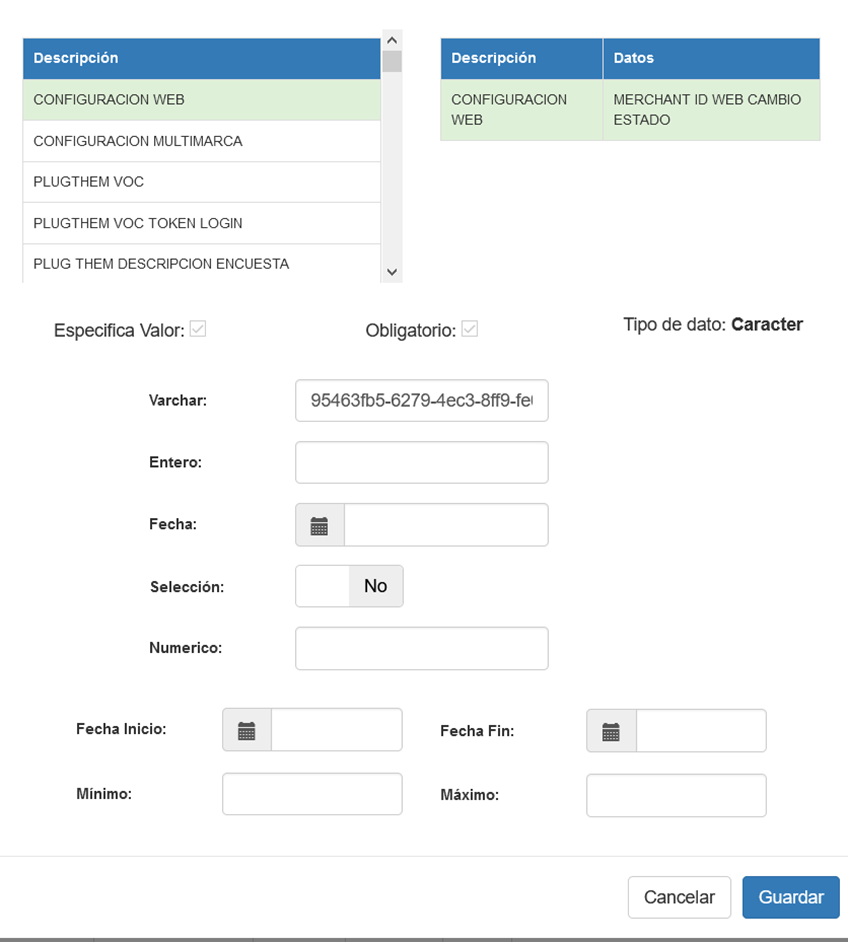 Descripción
CONFIGURACION WEB
CONFIGURACION MULTIMARCA
PLUGTHEM VOC
PLUGTHEM VOC TOKEN LOGIN
PLUG THEM DESCRIPCION ENCUESTA
Descripción Datos
CONFIGURACION MERCHANT ID WEB CAMBIO
WEB ESTADO
Especifica Valor: Obligatorio: Tipo de dato: Caracter
Varchar: 95463fb5-6279-4ec3-8ff9-fe
Entero:
Fecha:
Selección: No
Numerico:
Fecha Inicio: Fecha Fin:
Mínimo: Máximo:
Cancelar Guardar